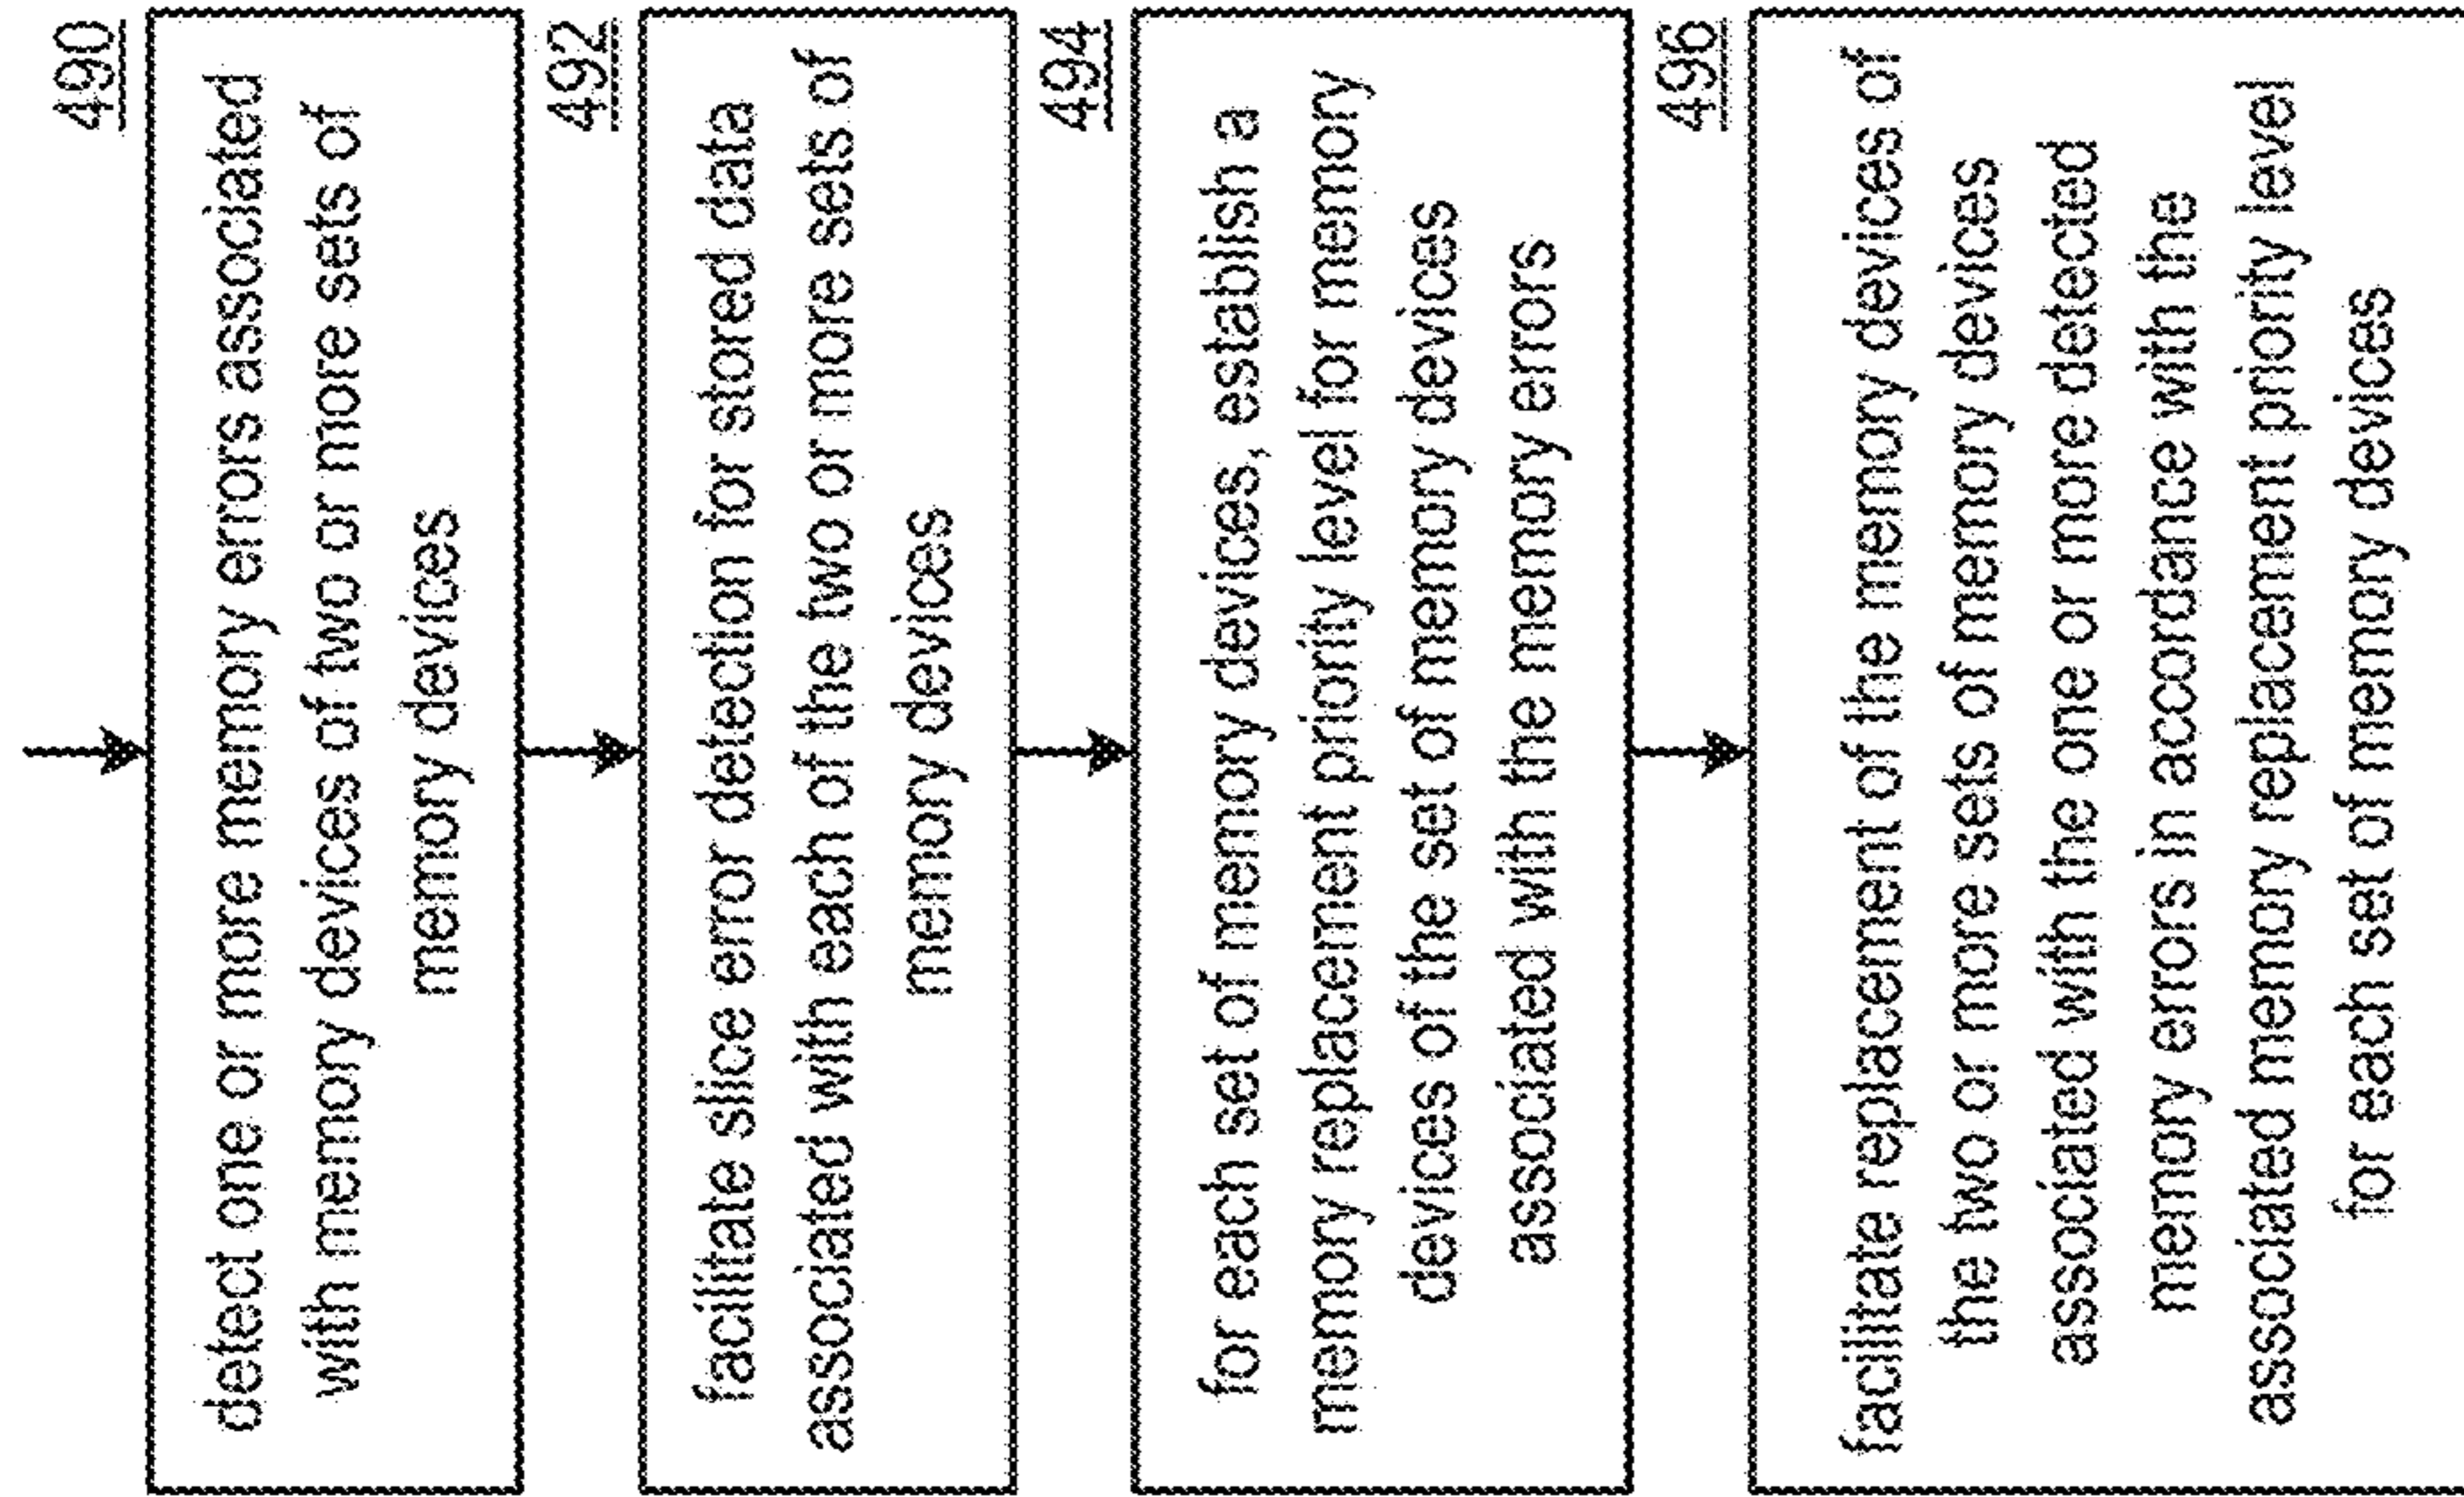 490
detect one or more memory errors associated
with memory devices of two or more sets of
memory devices
492
facilitate slice error detection for stored data
associated with each of the two or more sets of
memory devices
494
for each set of memory devices, establish a
memory replacement priority level for memory
devices of the set of memory devices
associated with the memory errors
496
facilitate replacement of the memory devices of
the two or more sets of memory devices
associated with the one or more detected
memory errors in accordance with the
associated memory replacement priority level
for each set of memory devices